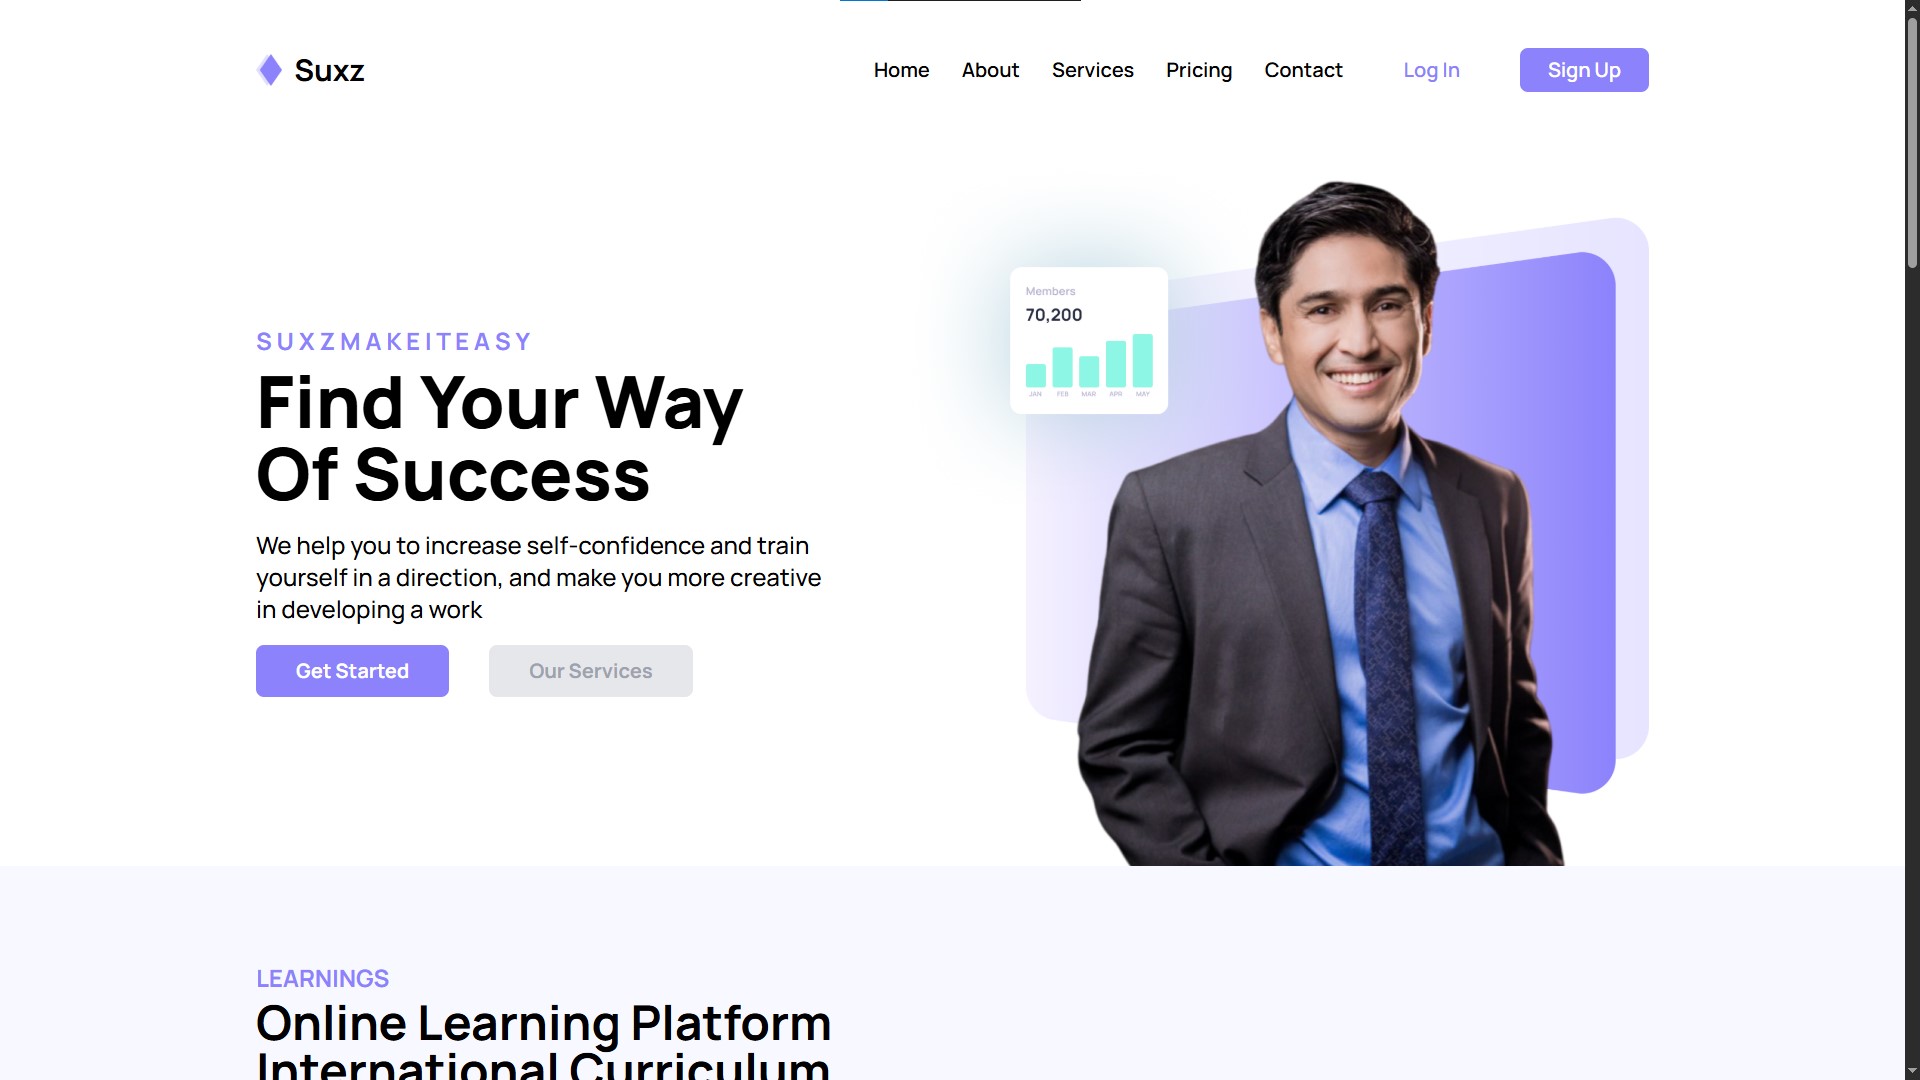 Suxz
Home About Services Pricing Contact Log In Sign Up
Members
70,200
JAN FEB MAR APR MAY
SUXZMAKEITEASY
Find Your Way
Of Success
We help you to increase self-confidence and train
yourself in a direction, and make you more creative
in developing a work
Get Started Our Services
LEARNINGS
Online Learning Platform
International Curriculum